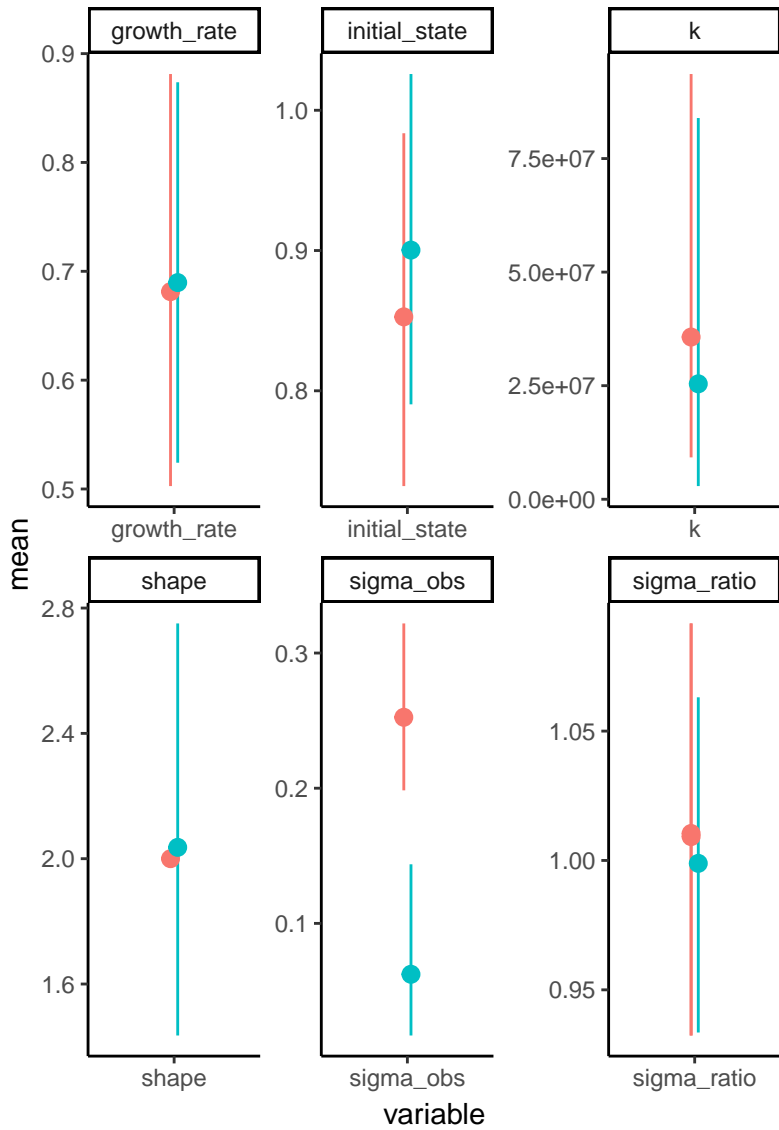 growth_rate
initial_state
k
0.9
0.8
0.7
0.6
0.5
1.0
0.9
0.8
7.5e+07
5.0e+07
2.5e+07
0.0e+00
growth_rate
initial_state
k
mean
shape
sigma_obs
sigma_ratio
2.8
2.4
2.0
1.6
0.3
0.2
0.1
1.05
1.00
0.95
shape
sigma_obs
sigma_ratio
variable